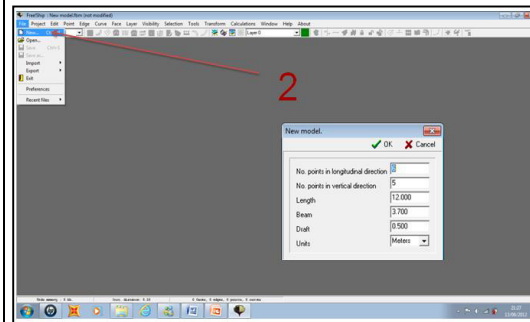 FreeShip : New model.fbm (not modified)
File Project Edit Point Edge Curve Face Layer Visibility Selection Tools Transform Calculations Window Help About
New...
Open...
Save
Save as...
Import
Export
Exit
Preferences
Recent files
Layer 0
2
New model.
OK Cancel
No. points in longitudinal direction
No. points in vertical direction 5
Length 12.000
Beam 3.700
Draft 0.500
Units Meters